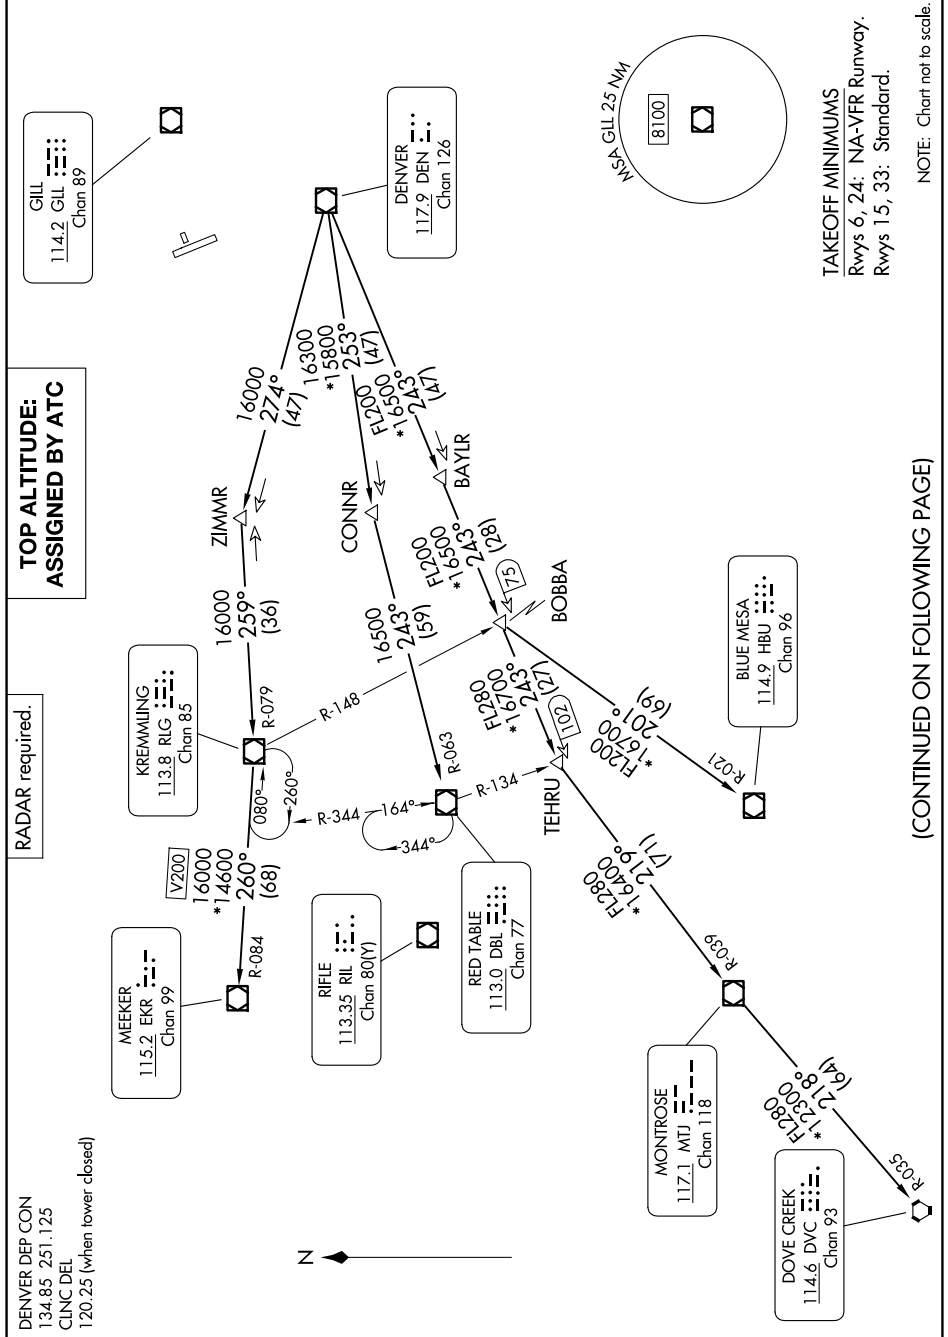 DENVER DEP CON
134.85 251.125
CLNC DEL
120.25 (when tower closed)
RADAR required.
TOP ALTITUDE:
ASSIGNED BY ATC
GILL
114.2 GLL
Chan 89
MEEKER
115.2 EKR
Chan 99
KREMMLING
113.8 RLG
Chan 85
V200
16000
*14600
260°
(68)
R-084
080°
260°
R-079
16000
259°
(36)
ZIMMR
16000
274°
(47)
DENVER
117.9 DEN
Chan 126
16300
*15800
253°
(47)
CONNR
16500
243°
(59)
R-063
FL200
*16500
243
(47)
BAYLR
FL200
*16500
243°
(28)
75
BOBBA
R-148
R-344
164°
344°
R-134
FL280
*16700
243°
(27)
102
TEHRU
RIFLE
113.35 RIL
Chan 80(Y)
RED TABLE
113.0 DBL
Chan 77
FL200
*16700
201°
(69)
R-021
BLUE MESA
114.9 HBU
Chan 96
FL280
*16400
219°
(71)
R-039
MONTROSE
117.1 MTJ
Chan 118
FL280
*12300
218°
(64)
R-035
DOVE CREEK
114.6 DVC
Chan 93
N
MSA GLL 25 NM
8100
TAKEOFF MINIMUMS
Rwys 6, 24: NA-VFR Runway.
Rwys 15, 33: Standard.
(CONTINUED ON FOLLOWING PAGE)
NOTE: Chart not to scale.